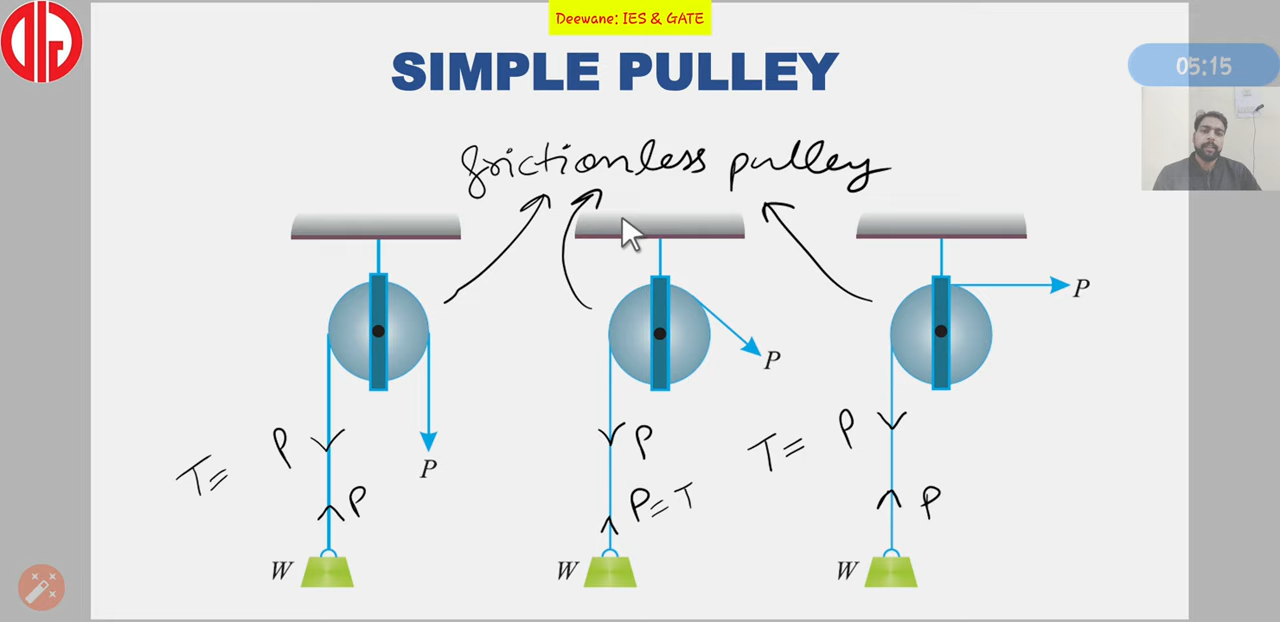 Deewane: IES & GATE
SIMPLE PULLEY
05:15
frictionless pulley
P
P
P
T= P
P
P
P
P=T
T= P
P
W
W
W